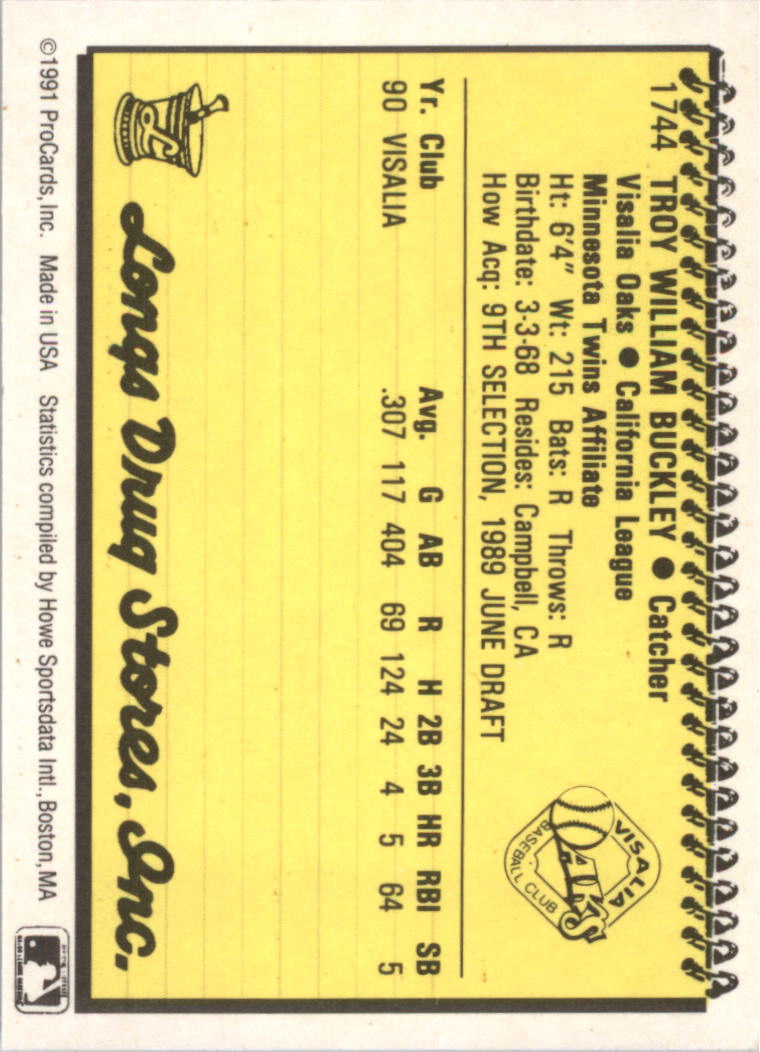 1744 TROY WILLIAM BUCKLEY ● Catcher
Visalia Oaks ● California League
Minnesota Twins Affiliate
Ht: 6'4" Wt: 215 Bats: R Throws: R
Birthdate: 3-3-68 Resides: Campbell, CA
How Acq: 9TH SELECTION, 1989 JUNE DRAFT
VISALIA
OAKS
BASEBALL CLUB
Yr. Club Avg. G AB R H 2B 3B HR RBI SB
90 VISALIA .307 117 404 69 124 24 4 5 64 5
L
Longs Drug Stores, Inc.
©1991 ProCards, Inc. Made in USA Statistics compiled by Howe Sportsdata Intl., Boston, MA